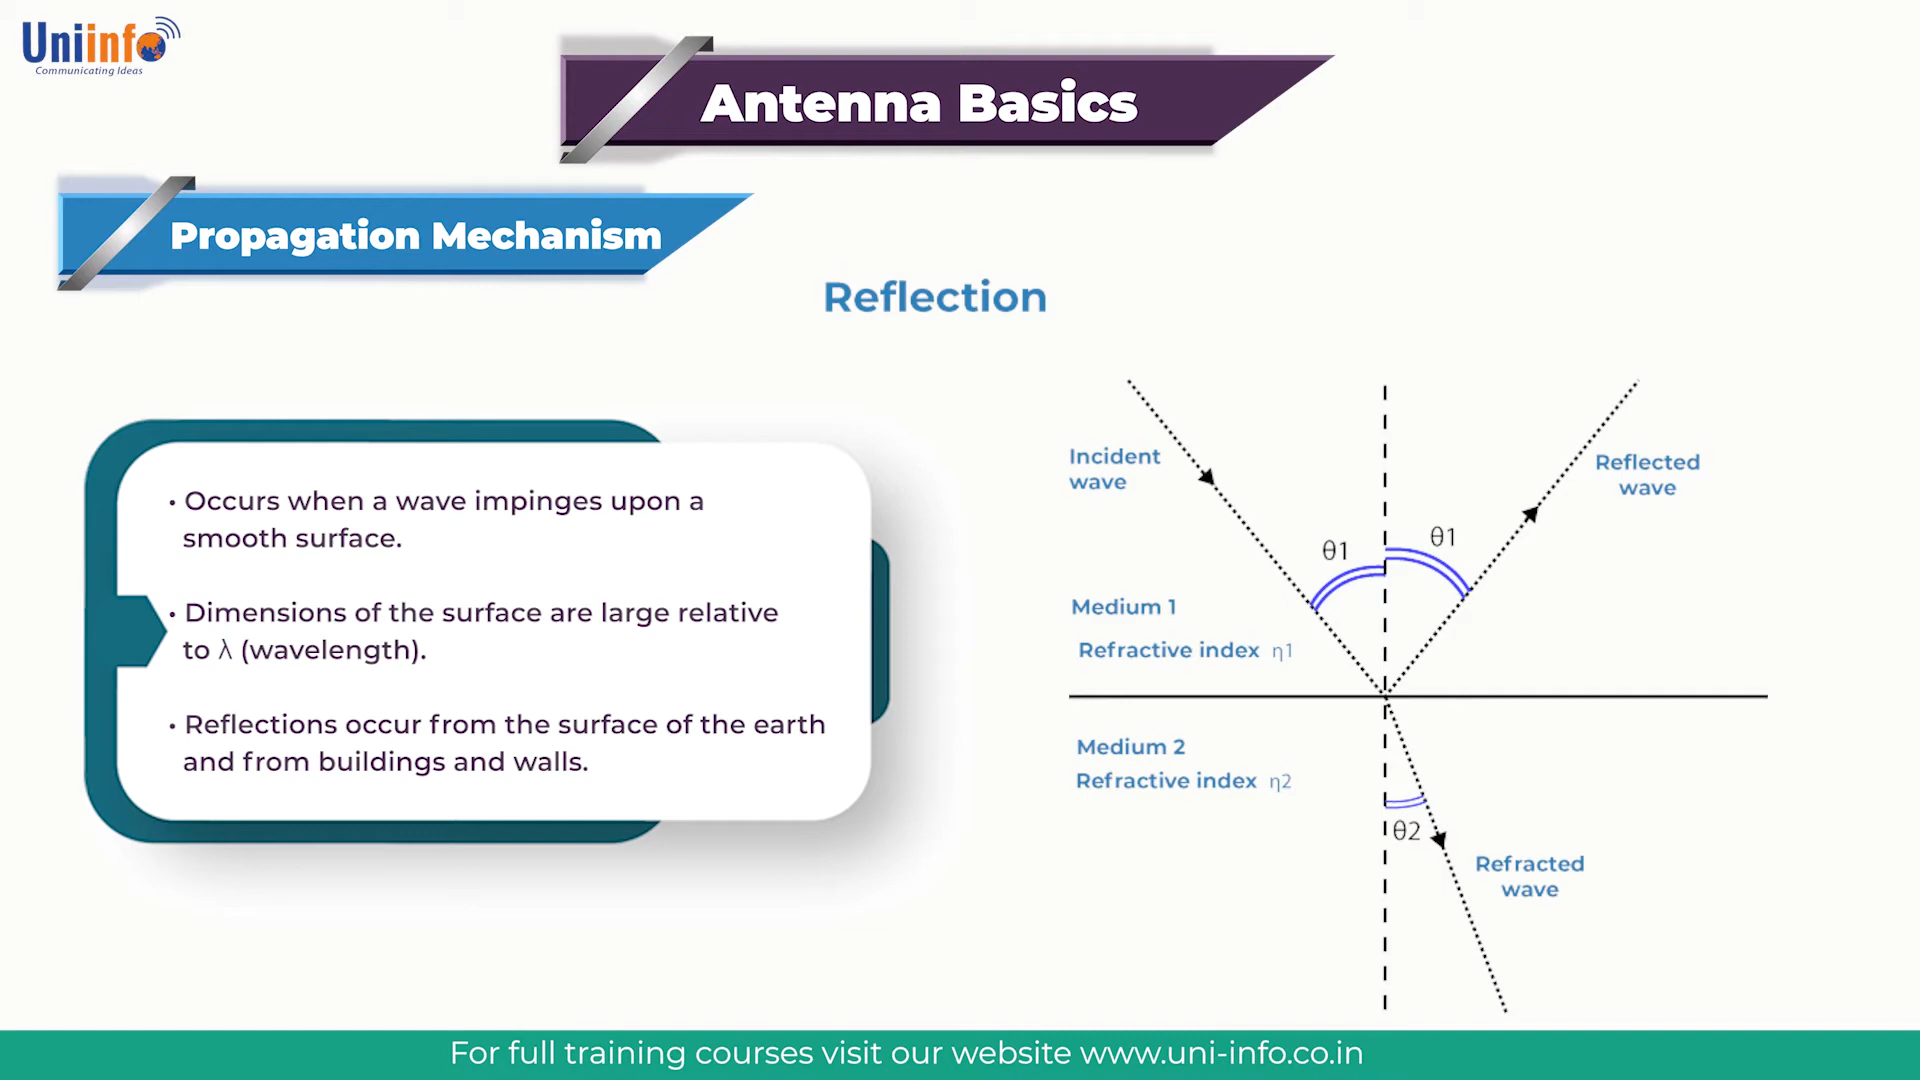 Uniinfo
Communicating Ideas
Antenna Basics
Propagation Mechanism
Reflection
• Occurs when a wave impinges upon a
smooth surface.
• Dimensions of the surface are large relative
to λ (wavelength).
• Reflections occur from the surface of the earth
and from buildings and walls.
Incident
wave
Reflected
wave
θ1
θ1
Medium 1
Refractive index η1
Medium 2
Refractive index η2
θ2
Refracted
wave
For full training courses visit our website www.uni-info.co.in